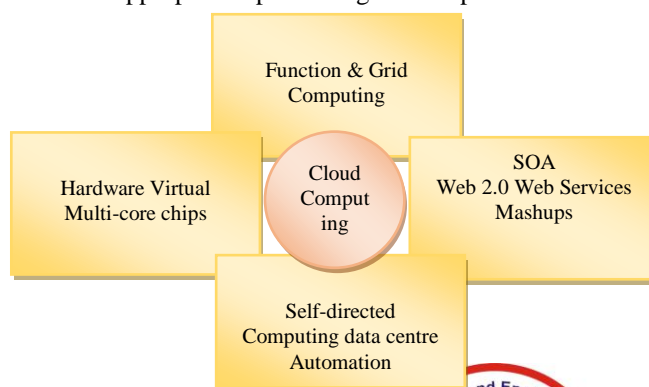 Function & Grid
Computing
Hardware Virtual
Multi-core chips
Cloud
Comput
ing
SOA
Web 2.0 Web Services
Mashups
Self-directed
Computing data centre
Automation